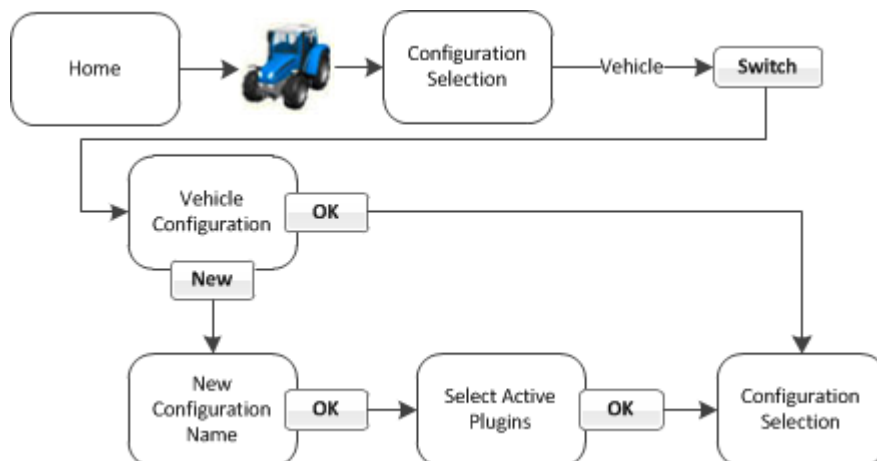 Home
Configuration
Selection
Vehicle
Switch
Vehicle
Configuration
OK
New
New
Configuration
Name
OK
Select Active
Plugins
OK
Configuration
Selection